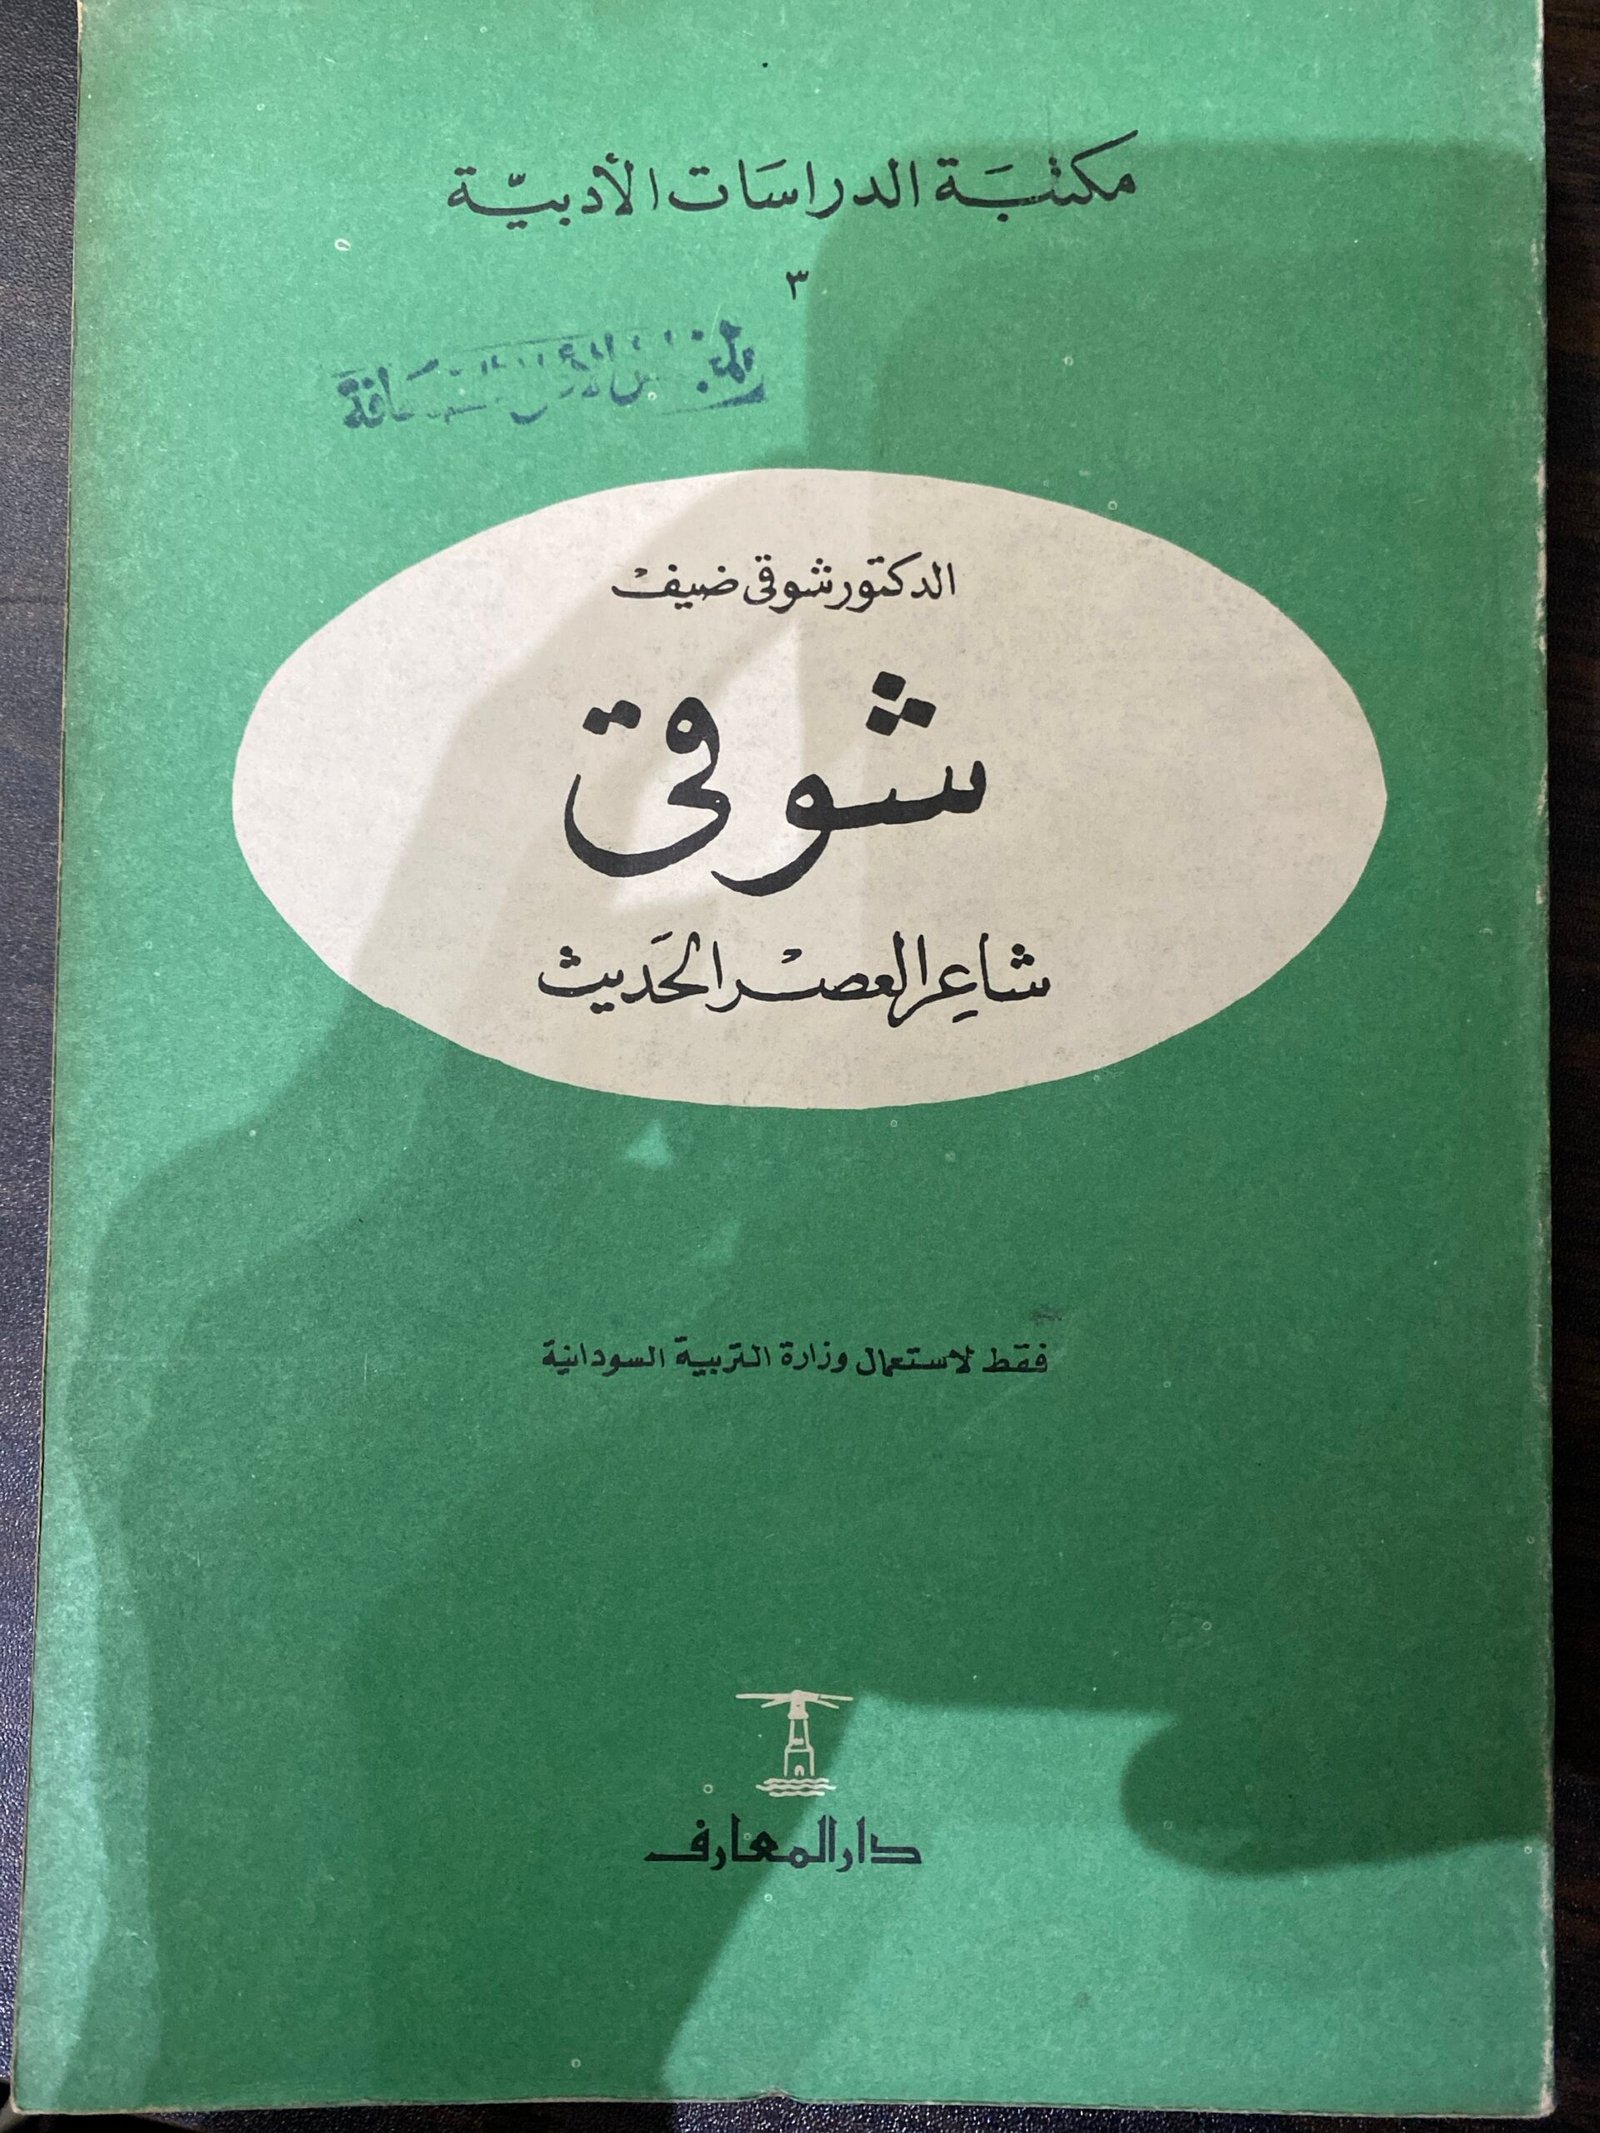 مكتبة الدراسات الأدبية
٣
الدكتور شوقي ضيف
شوقي
شاعر العصر الحديث
فقط لاستعمال وزارة التربية السودانية
دار المعارف